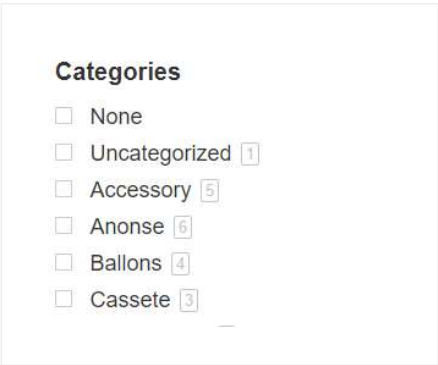 Categories
None
Uncategorized 1
Accessory 5
Anonse 6
Ballons 4
Cassete 3